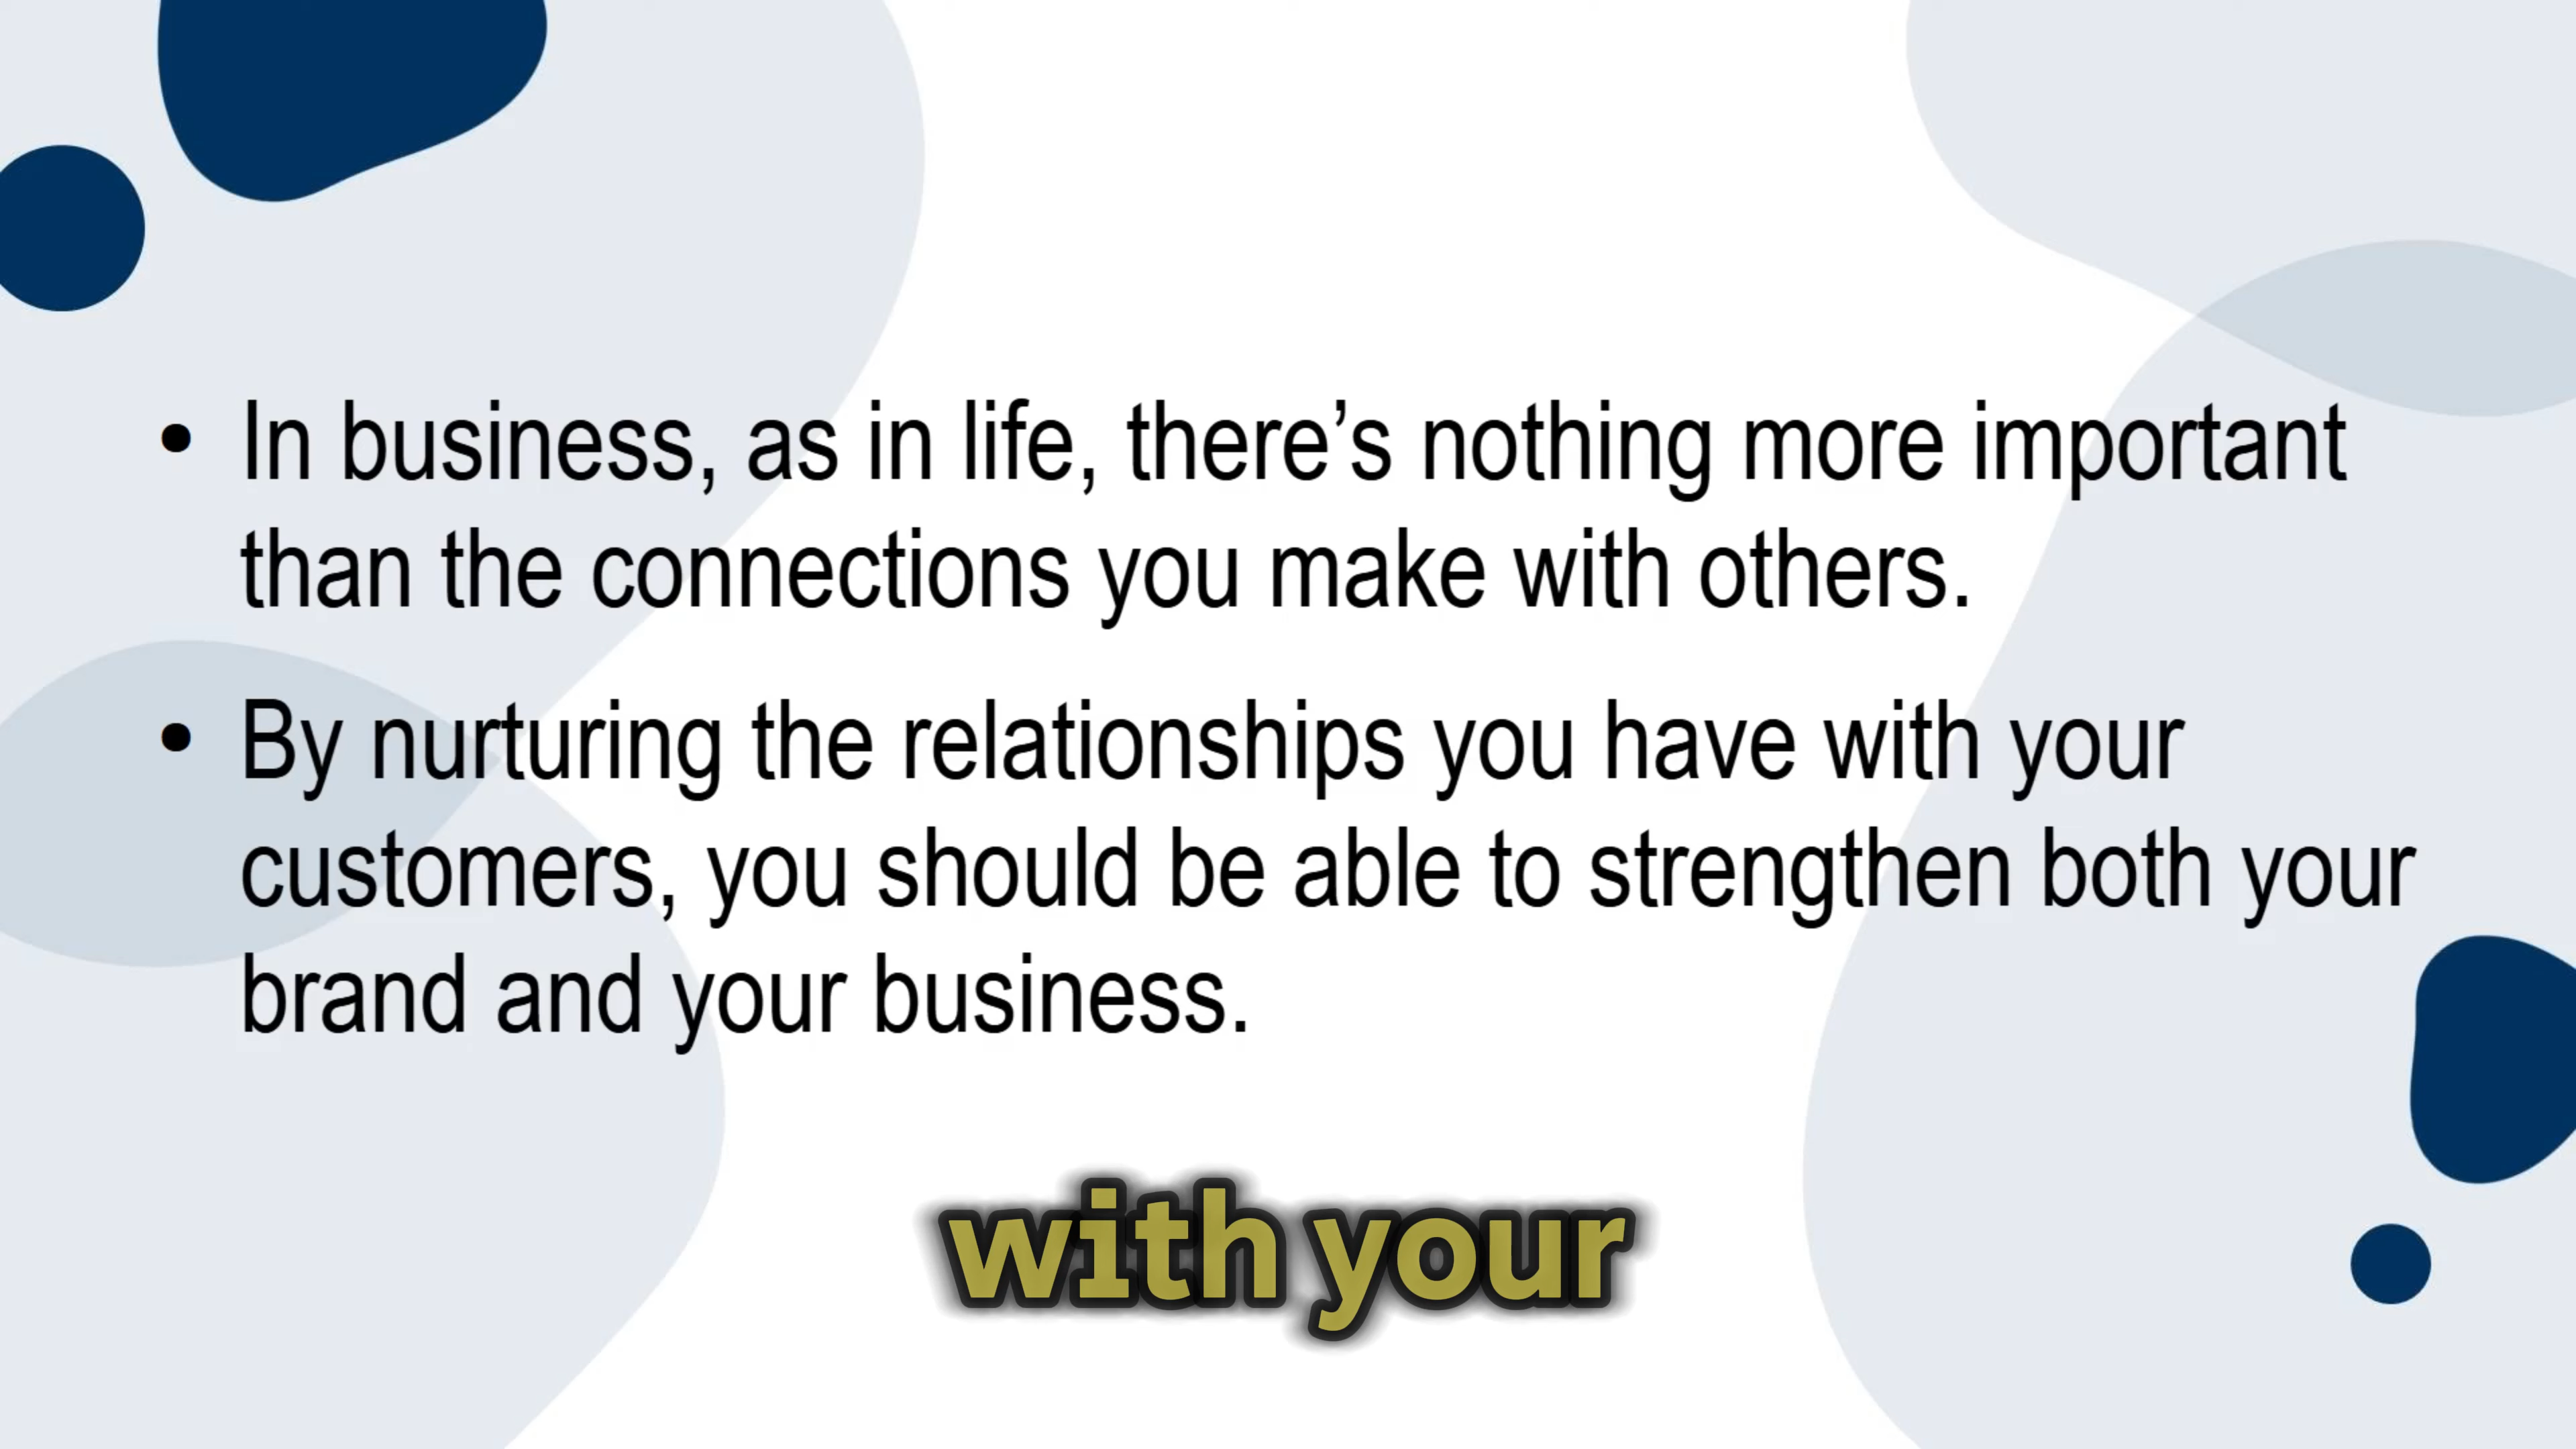 • In business, as in life, there’s nothing more important
than the connections you make with others.
• By nurturing the relationships you have with your
customers, you should be able to strengthen both your
brand and your business.
with your